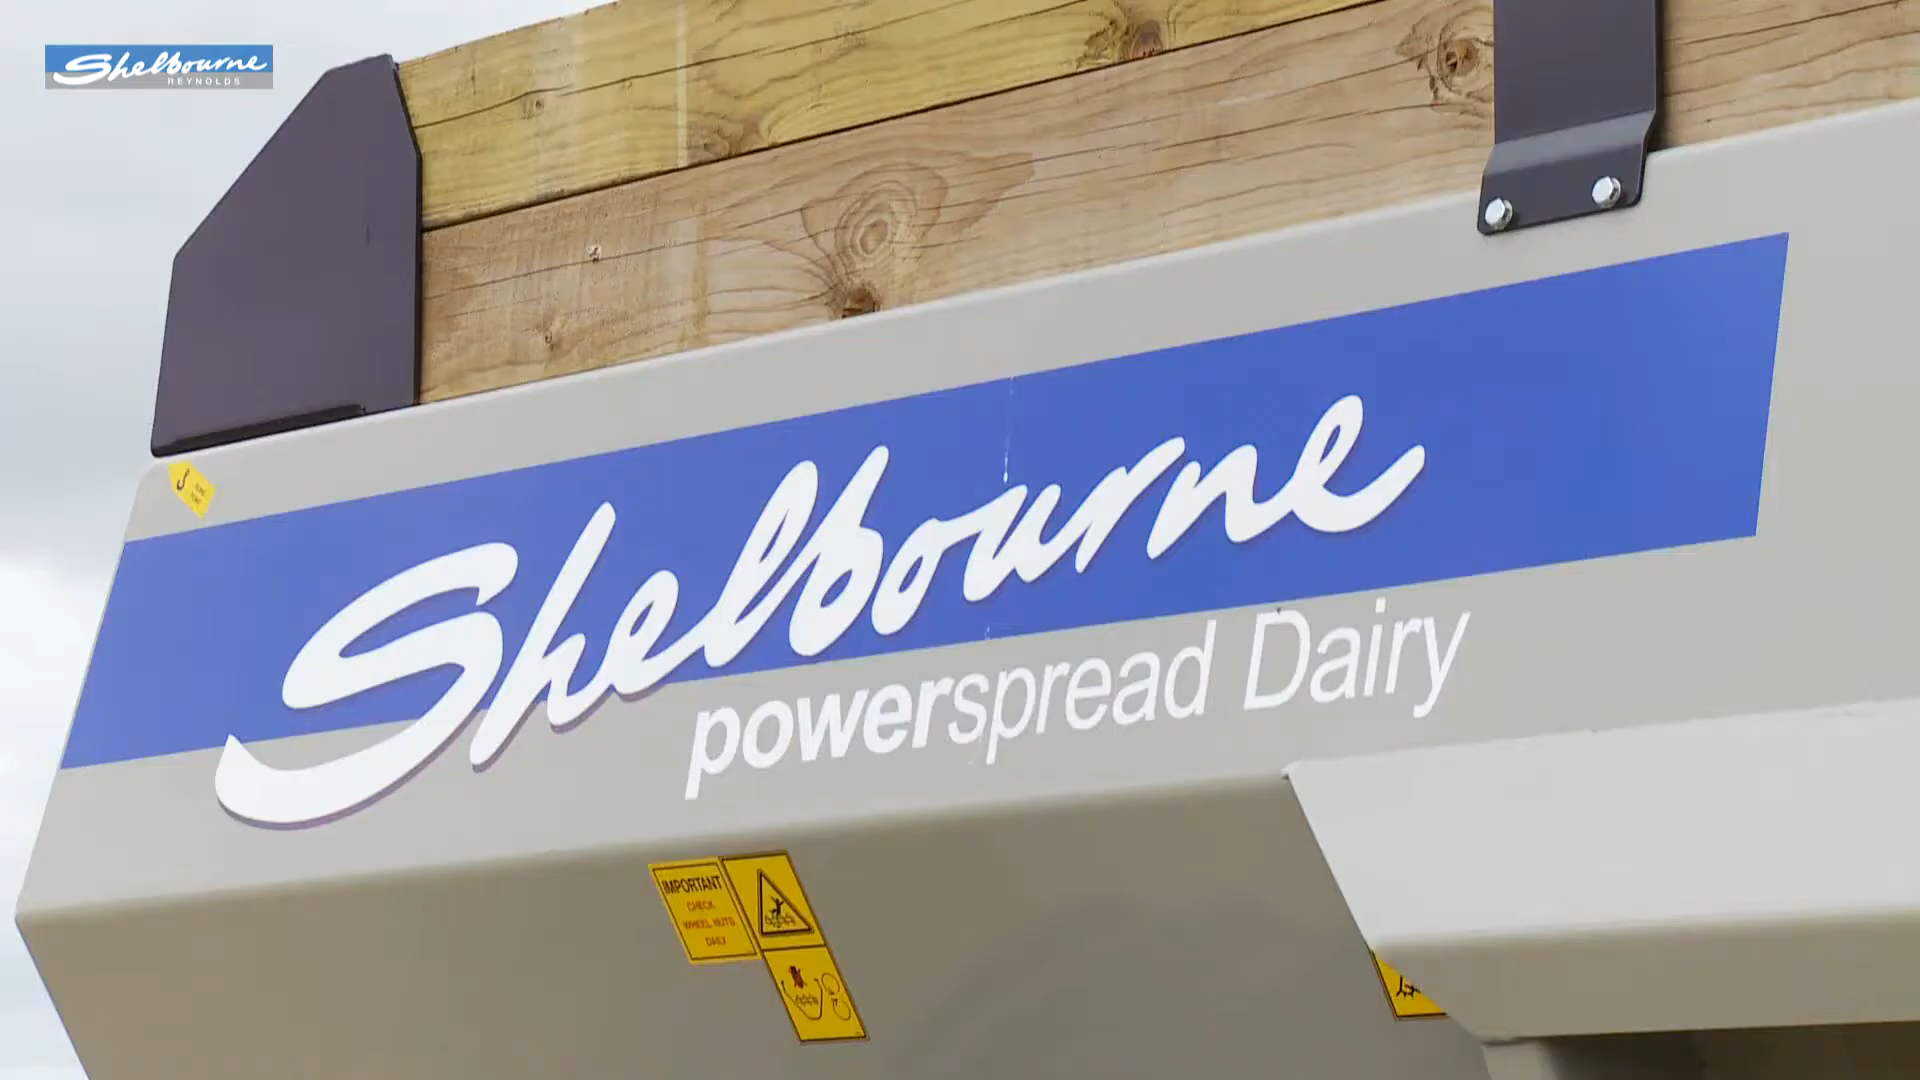 Shelbourne
REYNOLDS
Shelbourne
powerspread Dairy
IMPORTANT
CHECK
WHEEL NUTS
DAILY